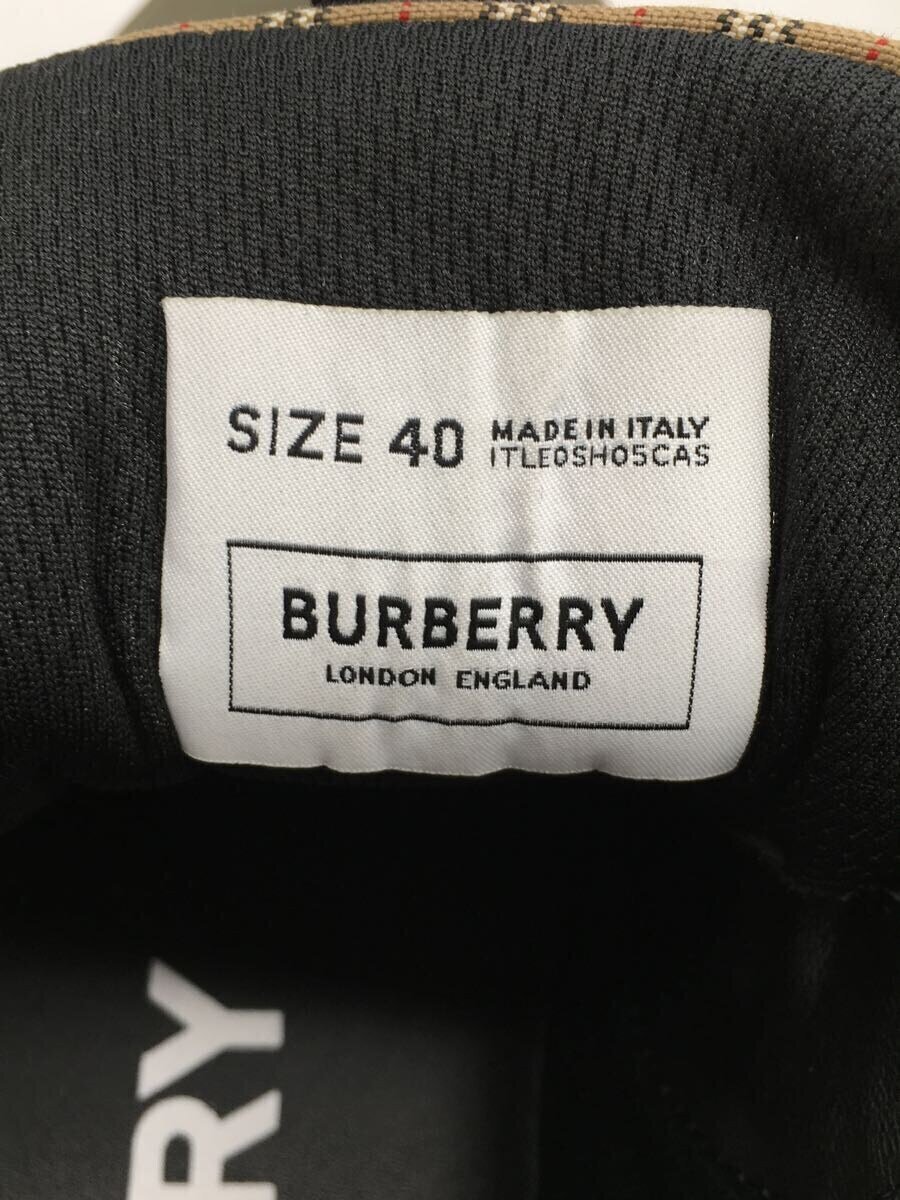 SIZE 40 MADE IN ITALY
ITLE0SH05CAS
BURBERRY
LONDON ENGLAND
RY